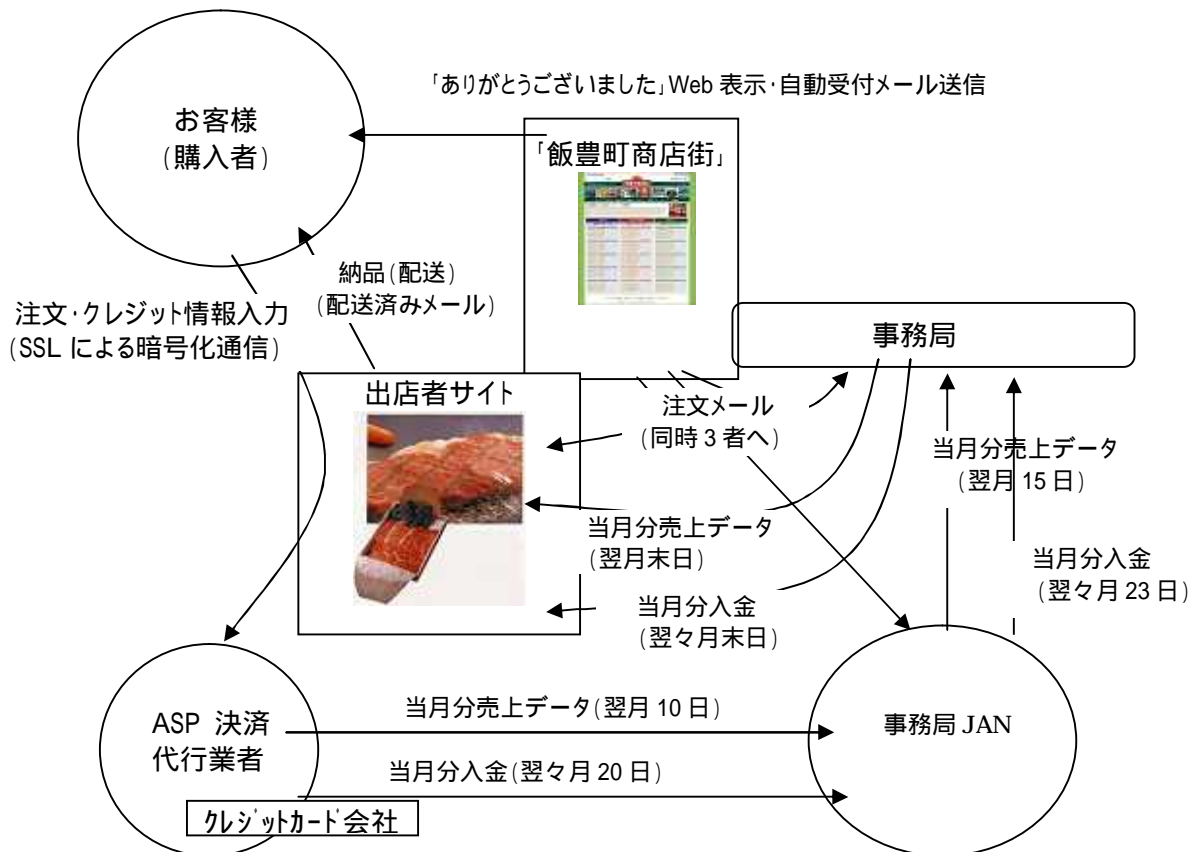 「ありがとうございました」Web 表示・自動受付メール送信
お客様
(購入者)
「飯豊町商店街」
納品(配送)
(配送済みメール)
注文・クレジット情報入力
(SSL による暗号化通信)
事務局
出店者サイト
注文メール
(同時 3 者へ)
当月分売上データ
(翌月 15 日)
当月分売上データ
(翌月末日)
当月分入金
(翌々月 23 日)
当月分入金
(翌々月末日)
ASP 決済
代行業者
当月分売上データ(翌月 10 日)
事務局 JAN
当月分入金(翌々月 20 日)
クレジットカード会社